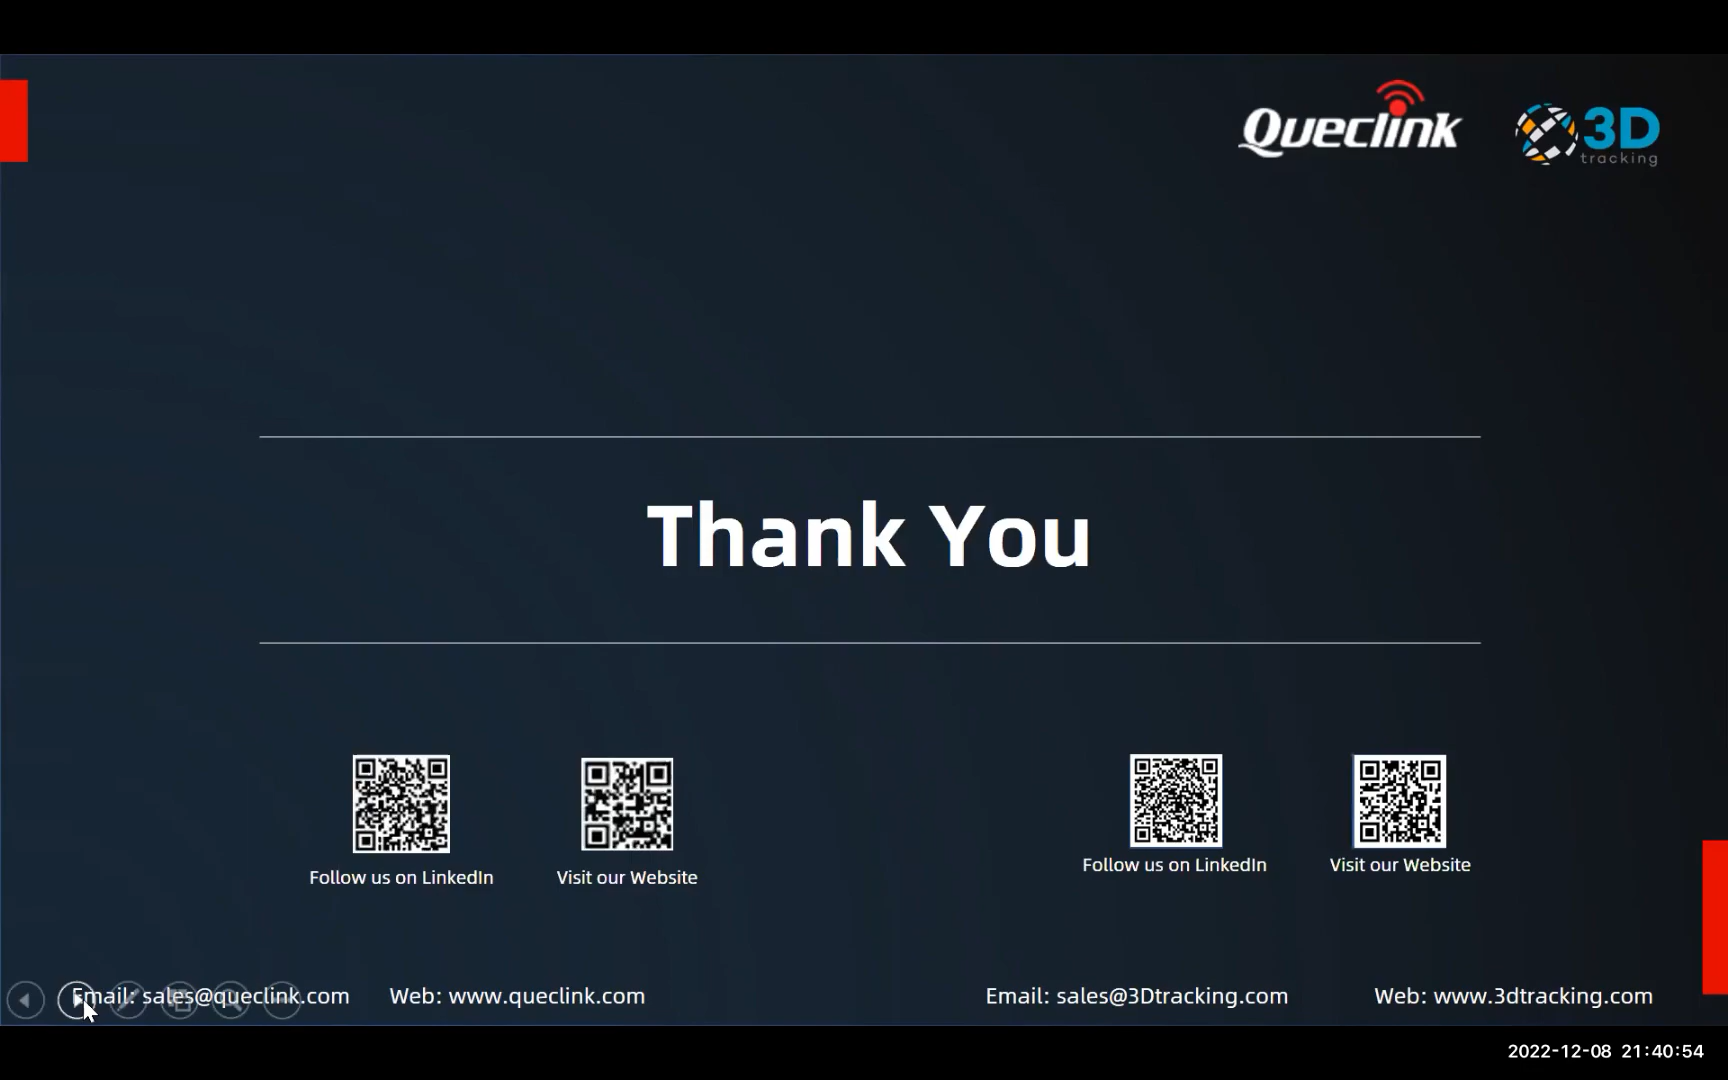 Queclink
3D
tracking
Thank You
Follow us on LinkedIn
Visit our Website
Follow us on LinkedIn
Visit our Website
Email: sales@queclink.com
Web: www.queclink.com
Email: sales@3Dtracking.com
Web: www.3dtracking.com
2022-12-08 21:40:54